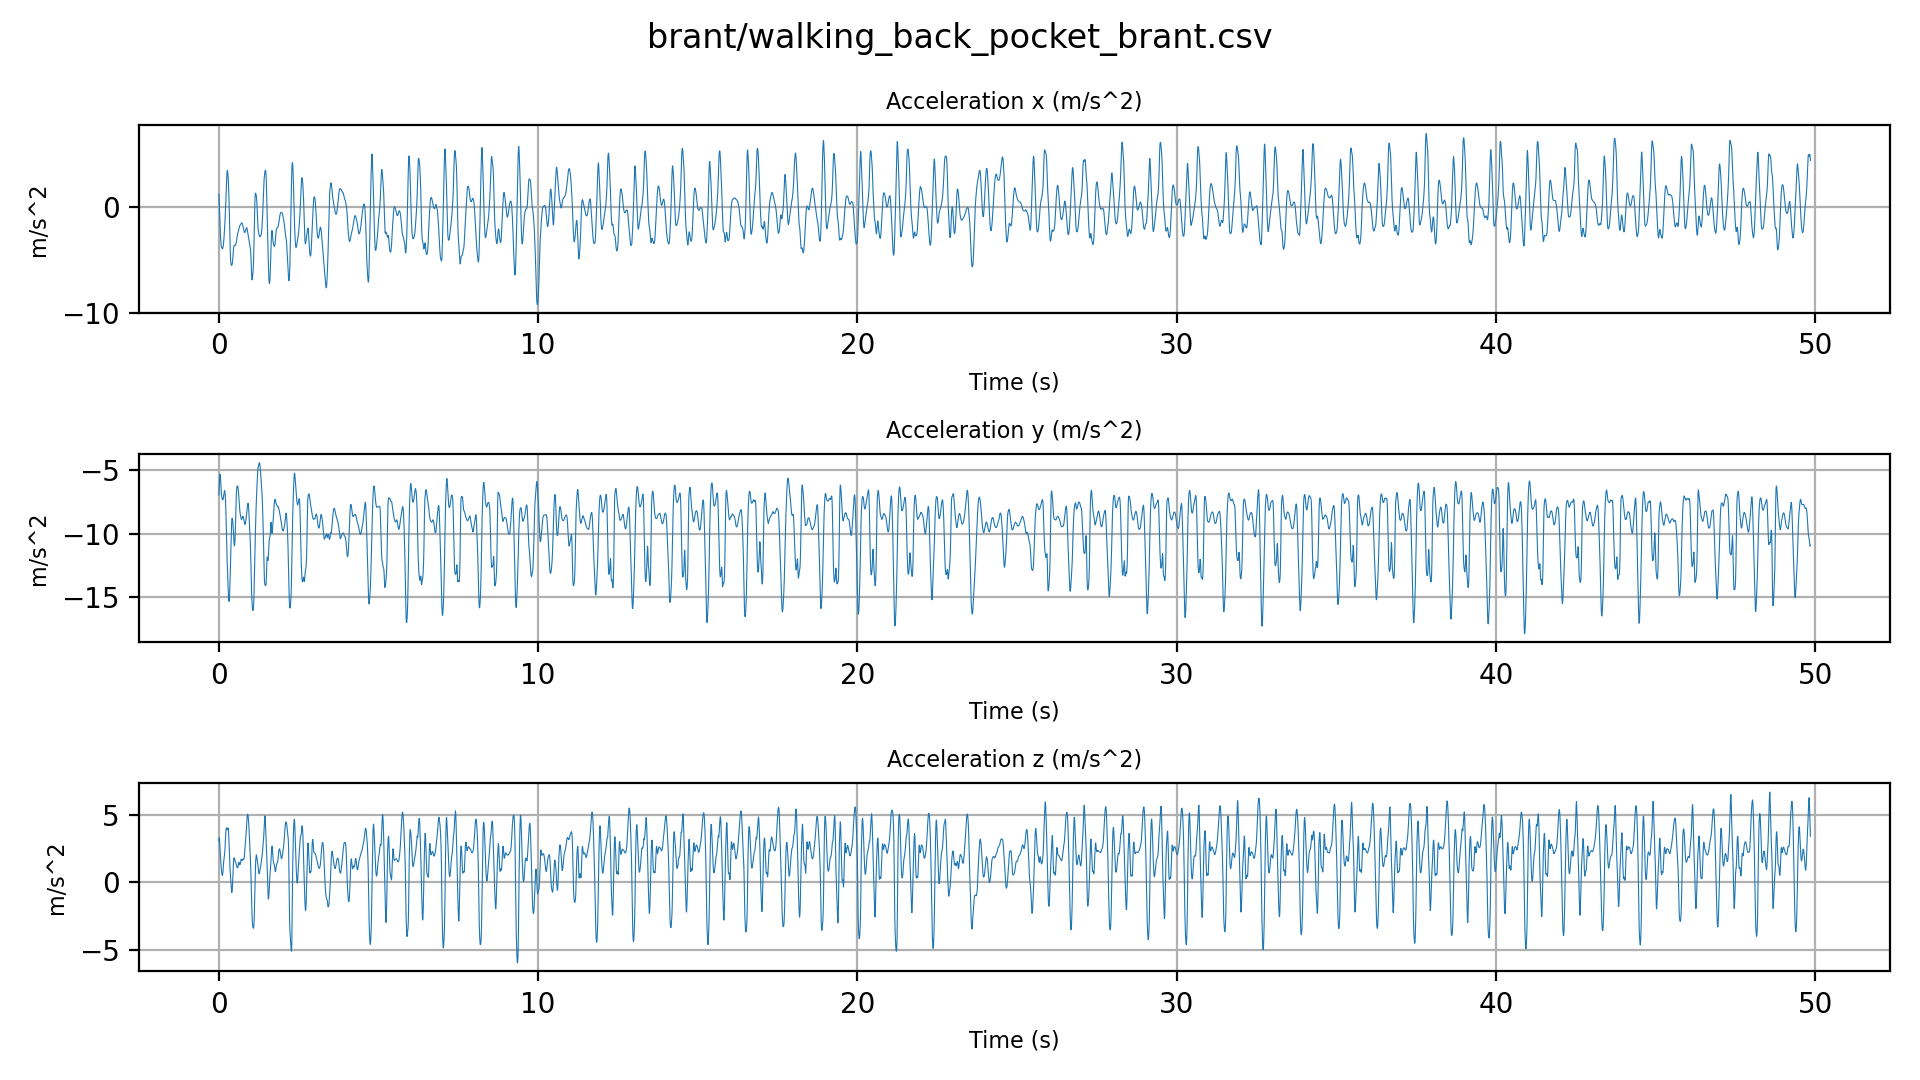 brant/walking_back_pocket_brant.csv
Acceleration x (m/s^2)
m/s^2
0
−10
0 10 20 30 40 50
Time (s)
Acceleration y (m/s^2)
m/s^2
−5
−10
−15
0 10 20 30 40 50
Time (s)
Acceleration z (m/s^2)
m/s^2
5
0
−5
0 10 20 30 40 50
Time (s)